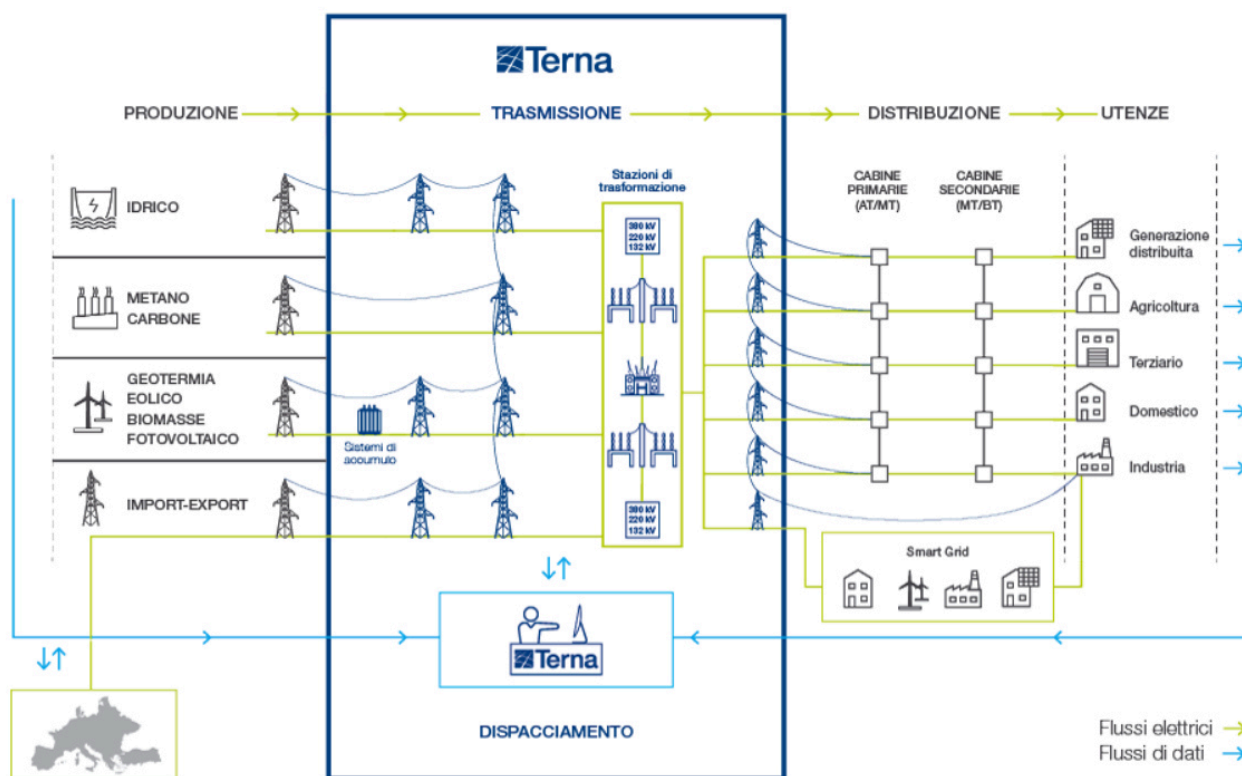 Terna
PRODUZIONE
TRASMISSIONE
DISTRIBUZIONE
UTENZE
Stazioni di
trasformazione
CABINE
PRIMARIE
(AT/MT)
CABINE
SECONDARIE
(MT/BT)
IDRICO
380 kV
220 kV
132 kV
Generazione
distribuita
METANO
CARBONE
Agricoltura
Terziario
GEOTERMIA
EOLICO
BIOMASSE
FOTOVOLTAICO
Sistemi di
accumulo
Domestico
Industria
IMPORT-EXPORT
380 kV
220 kV
132 kV
Smart Grid
Terna
DISPACCIAMENTO
Flussi elettrici
Flussi di dati